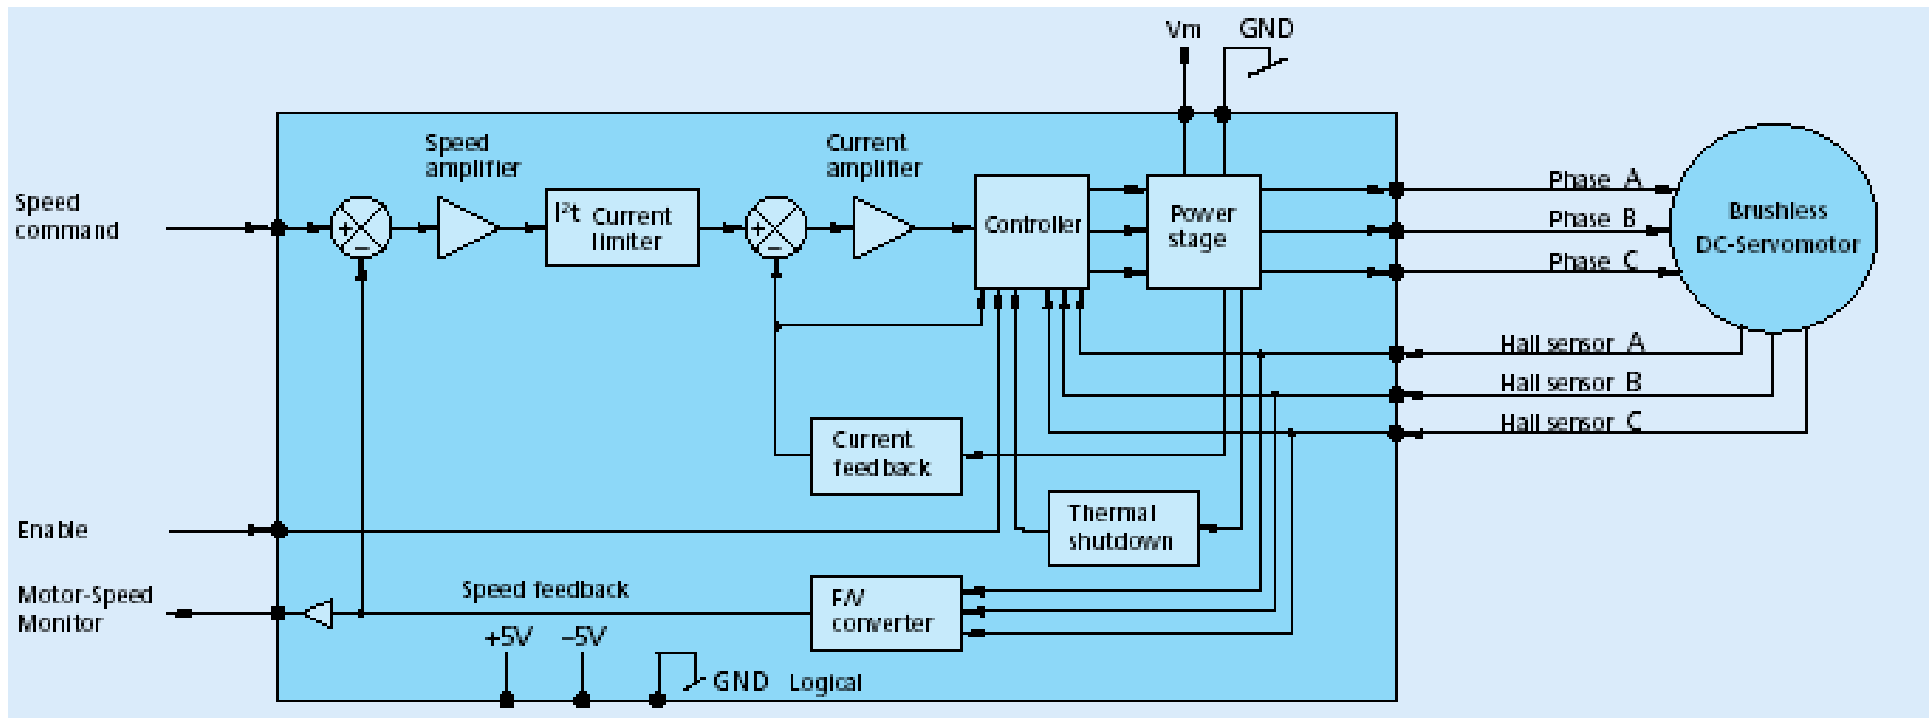 Vm
GND
Speed
amplifier
Current
amplifier
Speed
command
+
−
I²t Current
limiter
+
−
Controller
Power
stage
Phase A
Phase B
Phase C
Brushless
DC-Servomotor
Hall sensor A
Hall sensor B
Hall sensor C
Current
feedback
Enable
Thermal
shutdown
Motor-Speed
Monitor
Speed feedback
F/V
converter
+5V
−5V
GND Logical